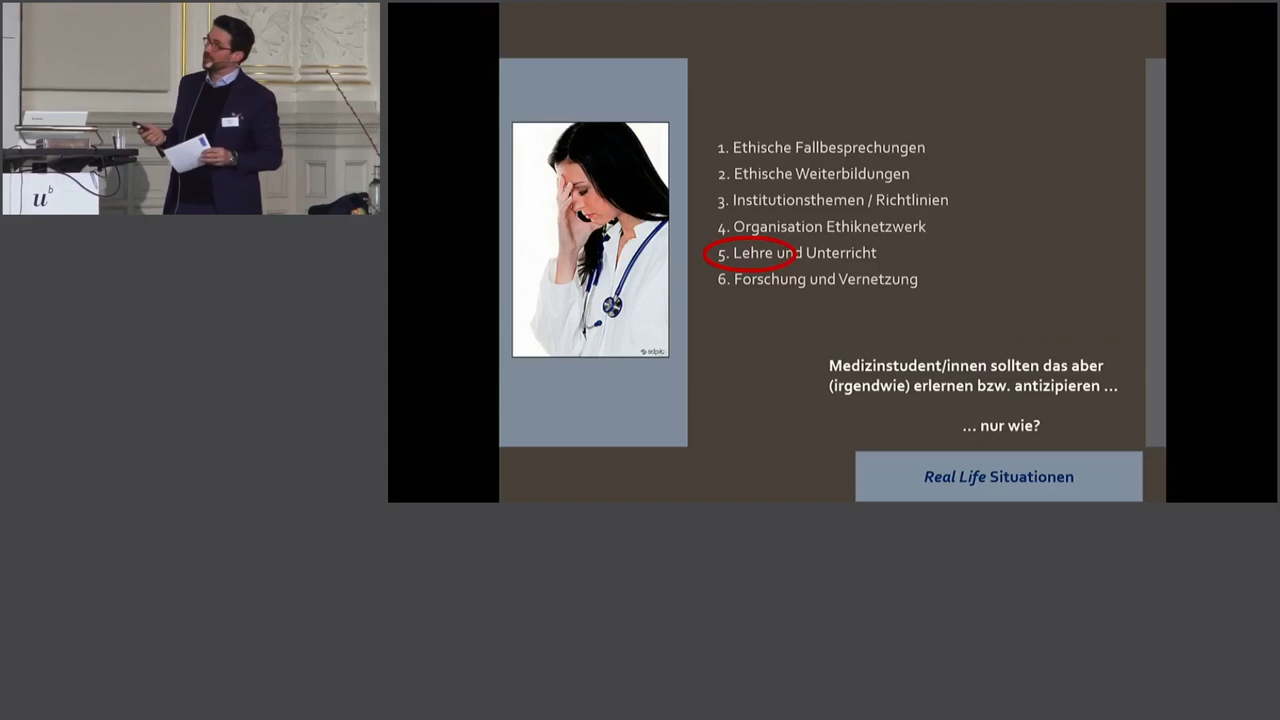 u
b
1. Ethische Fallbesprechungen
2. Ethische Weiterbildungen
3. Institutionsthemen / Richtlinien
4. Organisation Ethiknetzwerk
5. Lehre und Unterricht
6. Forschung und Vernetzung
Medizinstudent/innen sollten das aber
(irgendwie) erlernen bzw. antizipieren ...
... nur wie?
Real Life Situationen